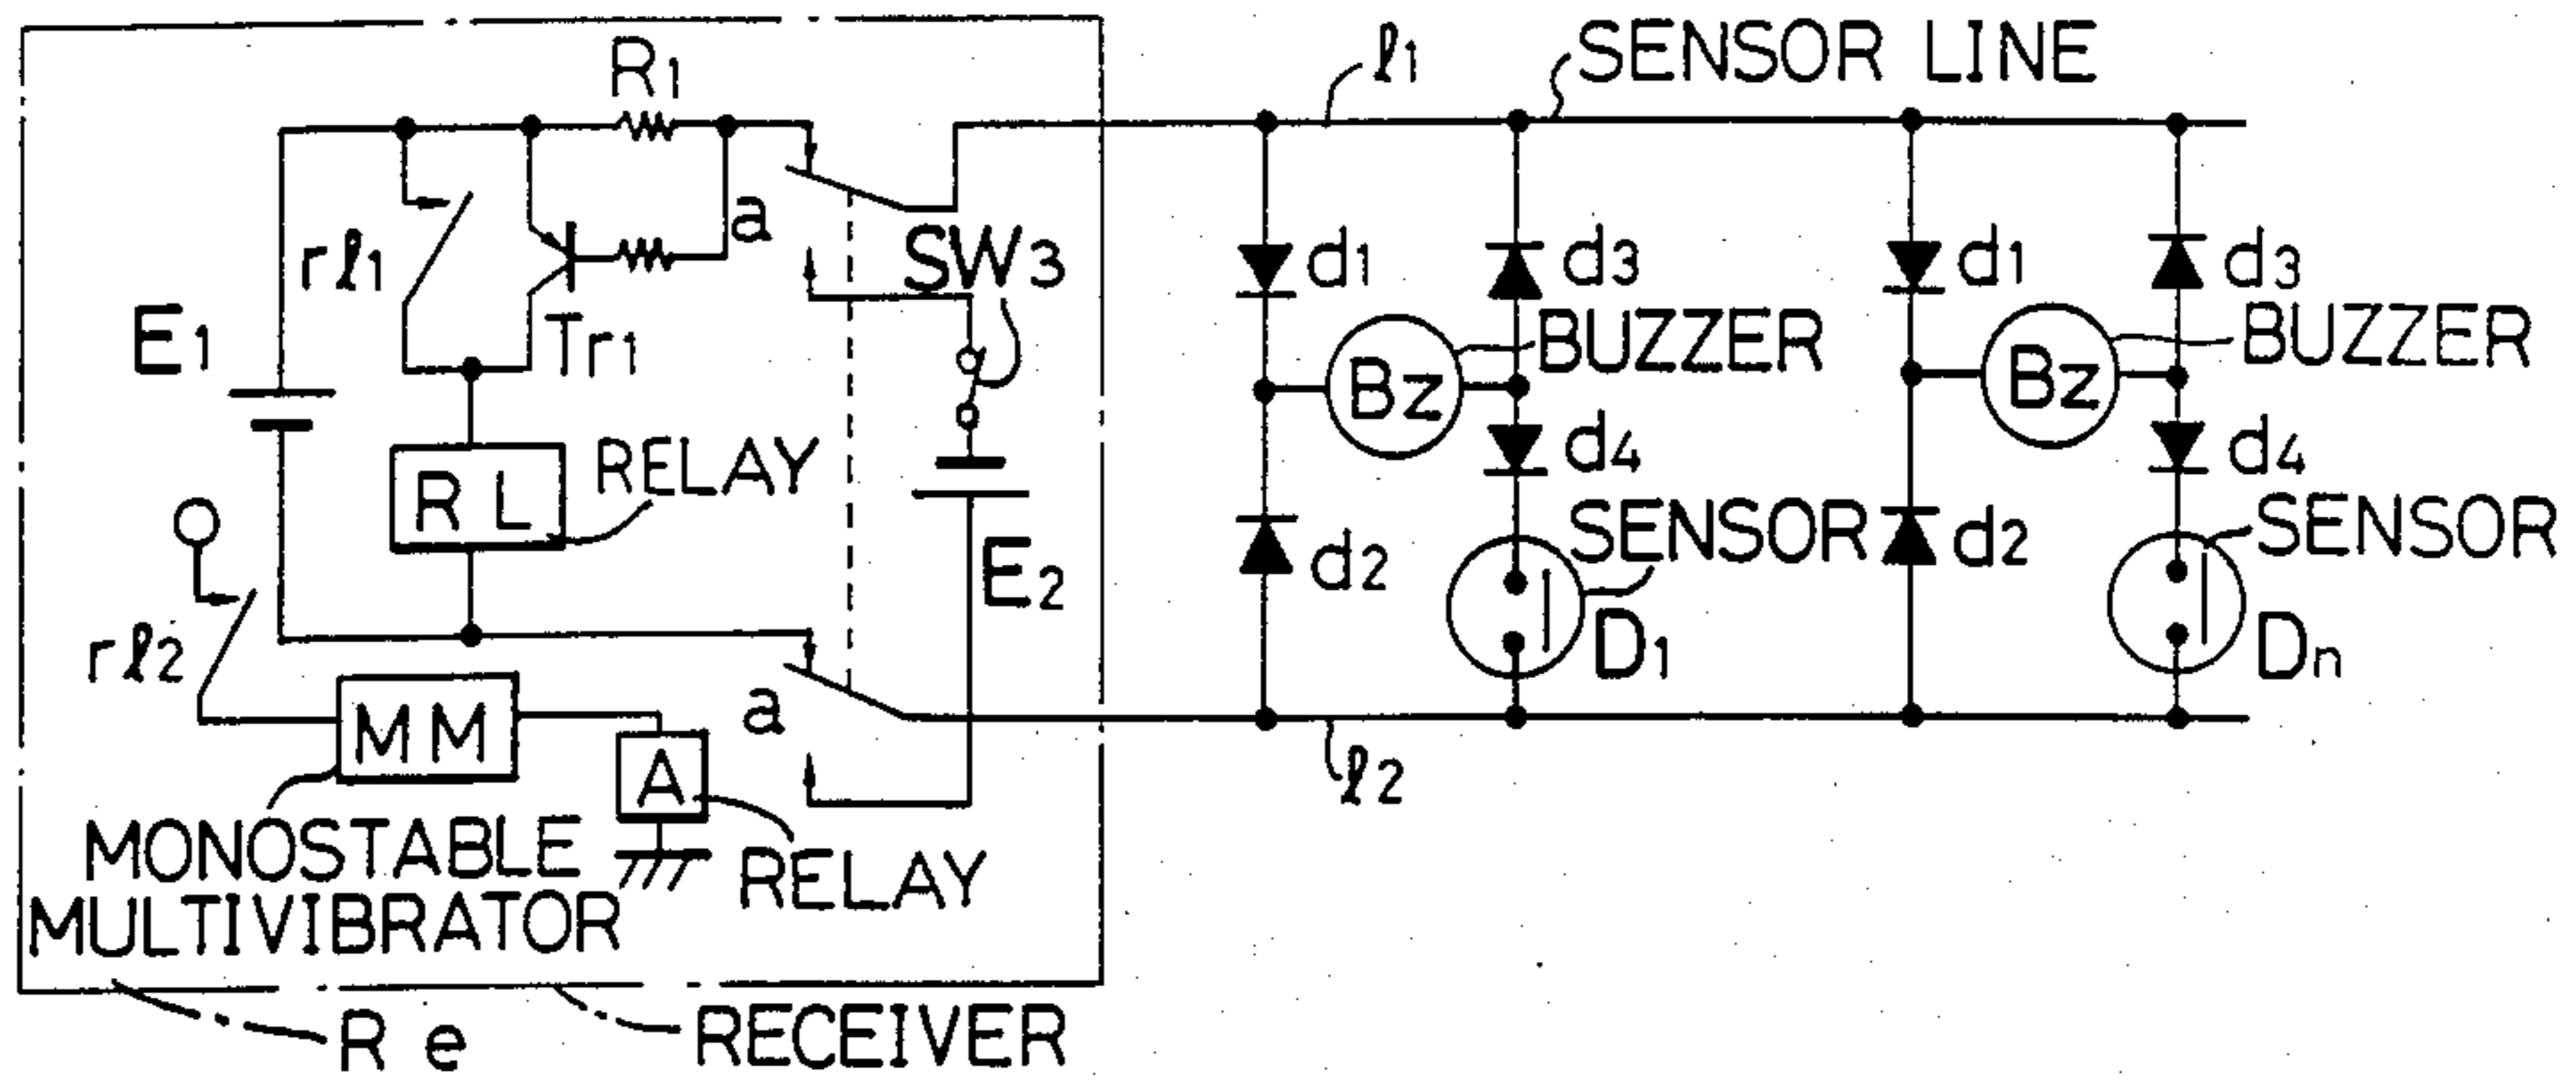 R1
ℓ1
SENSOR LINE
rℓ1
a
SW3
d1
d3
d1
d3
E1
Tr1
BUZZER
BUZZER
Bz
Bz
RL
RELAY
d4
d4
E2
SENSOR
SENSOR
d2
d2
rℓ2
D1
Dn
MM
a
A
ℓ2
MONOSTABLE
MULTIVIBRATOR
RELAY
Re
RECEIVER